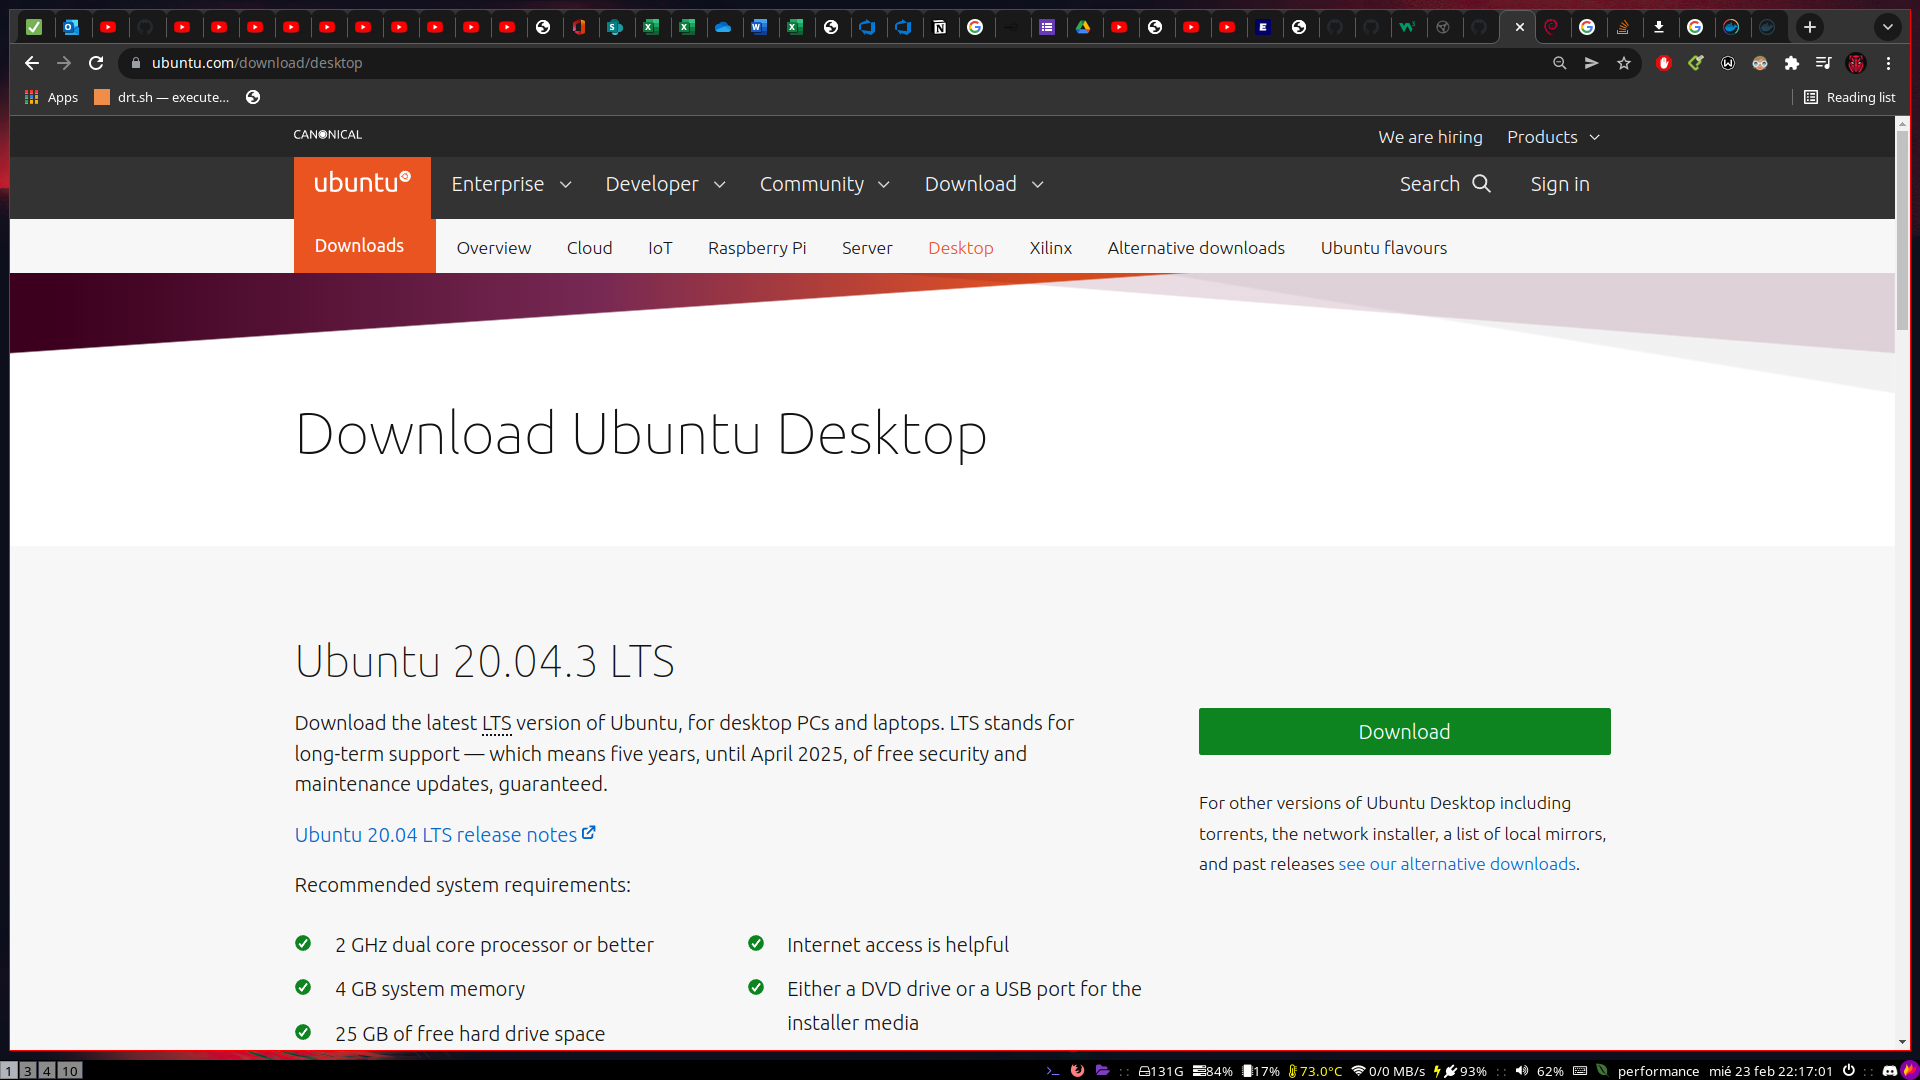 ubuntu.com/download/desktop
Apps
drt.sh — execute...
Reading list
CANONICAL
We are hiring
Products
ubuntu
Enterprise
Developer
Community
Download
Search
Sign in
Downloads
Overview
Cloud
IoT
Raspberry Pi
Server
Desktop
Xilinx
Alternative downloads
Ubuntu flavours
Download Ubuntu Desktop
Ubuntu 20.04.3 LTS
Download the latest LTS version of Ubuntu, for desktop PCs and laptops. LTS stands for
long-term support — which means five years, until April 2025, of free security and
maintenance updates, guaranteed.
Ubuntu 20.04 LTS release notes
Recommended system requirements:
2 GHz dual core processor or better
4 GB system memory
25 GB of free hard drive space
Internet access is helpful
Either a DVD drive or a USB port for the
installer media
Download
For other versions of Ubuntu Desktop including
torrents, the network installer, a list of local mirrors,
and past releases see our alternative downloads.
1 3 4 10
131G 84% 17% 73.0°C 0/0 MB/s 93% 62% performance mié 23 feb 22:17:01